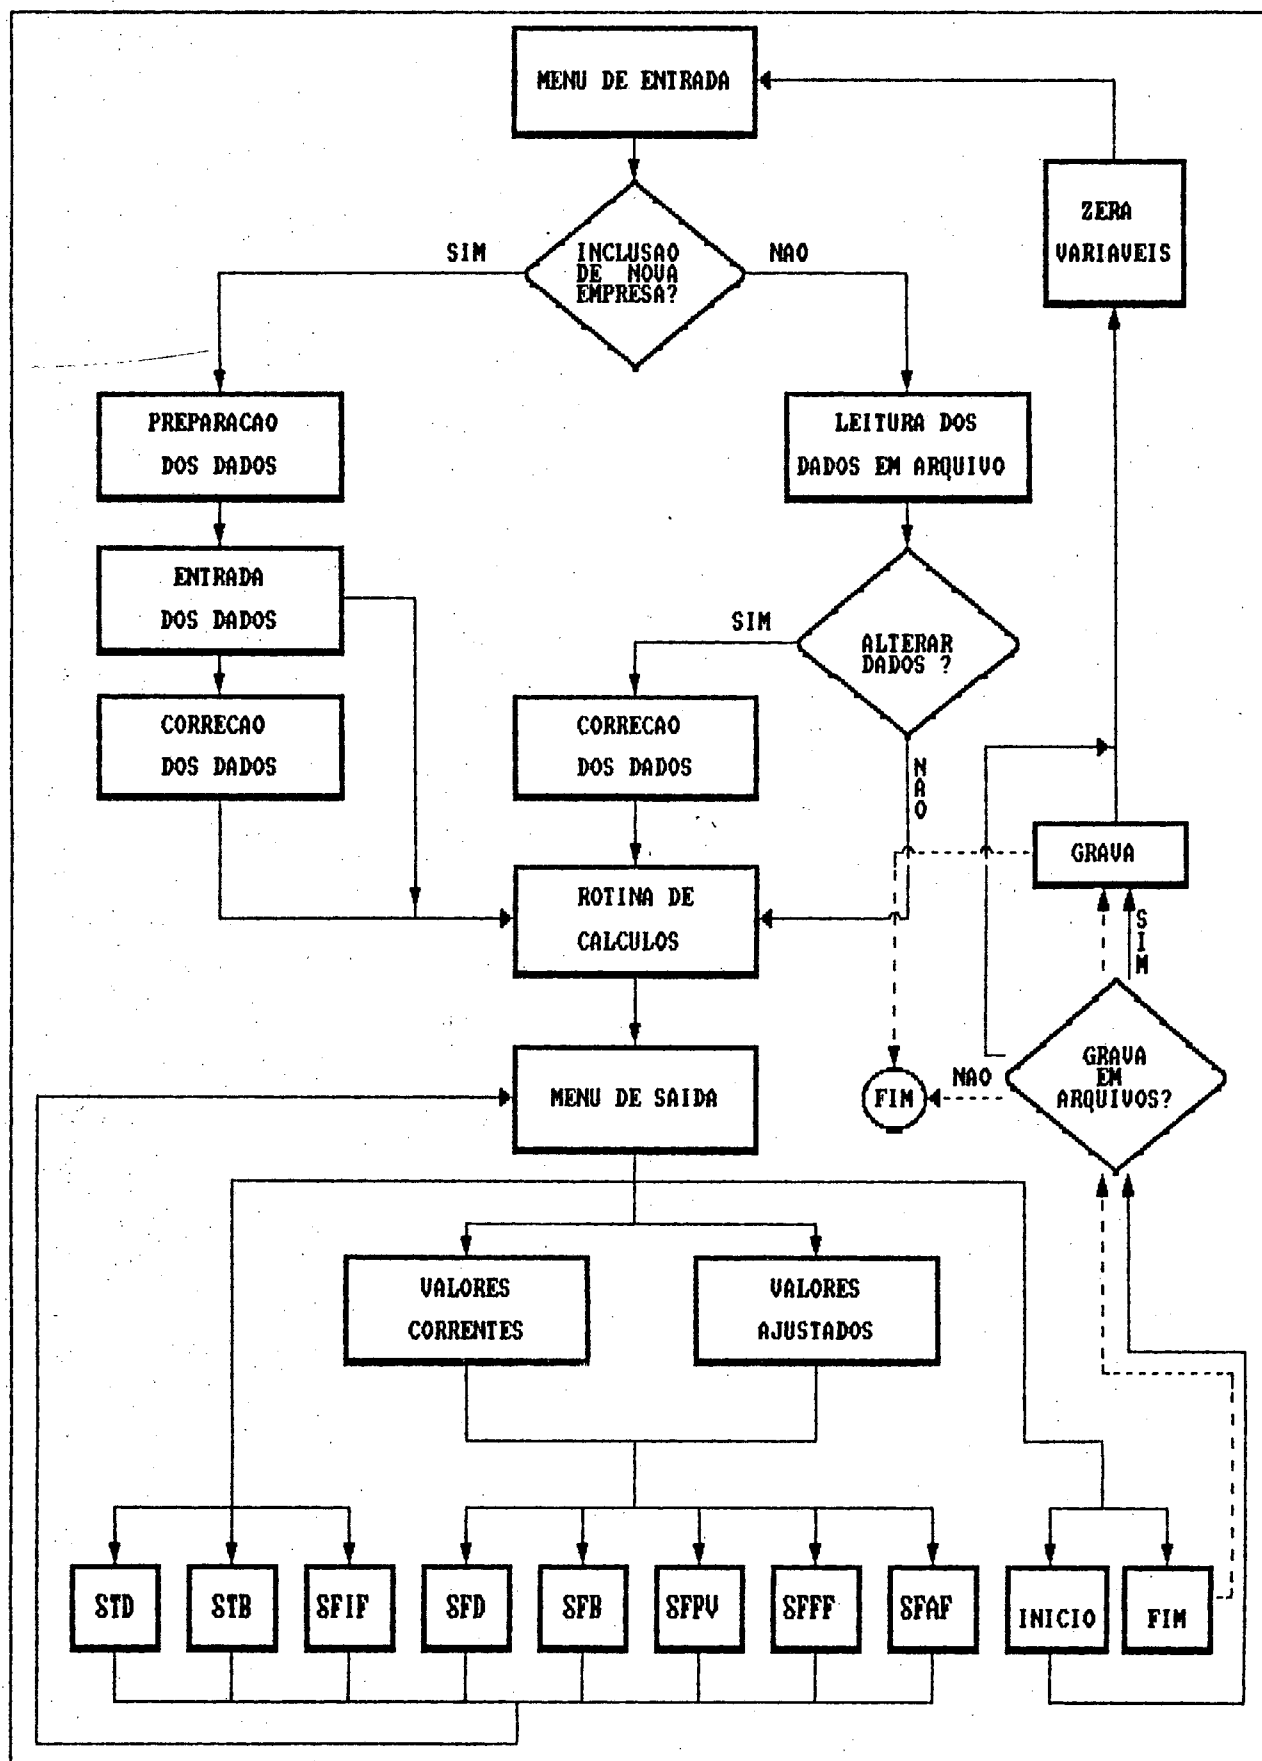 MENU DE ENTRADA
ZERA
VARIAVEIS
SIM
INCLUSAO
DE NOVA
EMPRESA?
NAO
PREPARACAO
DOS DADOS
LEITURA DOS
DADOS EM ARQUIVO
ENTRADA
DOS DADOS
SIM
ALTERAR
DADOS ?
CORRECAO
DOS DADOS
CORRECAO
DOS DADOS
NAO
GRAVA
ROTINA DE
CALCULOS
SIM
MENU DE SAIDA
FIM
NAO
GRAVA
EM
ARQUIVOS?
VALORES
CORRENTES
VALORES
AJUSTADOS
STD
STB
SFIF
SFD
SFB
SFPV
SFFF
SFAF
INICIO
FIM